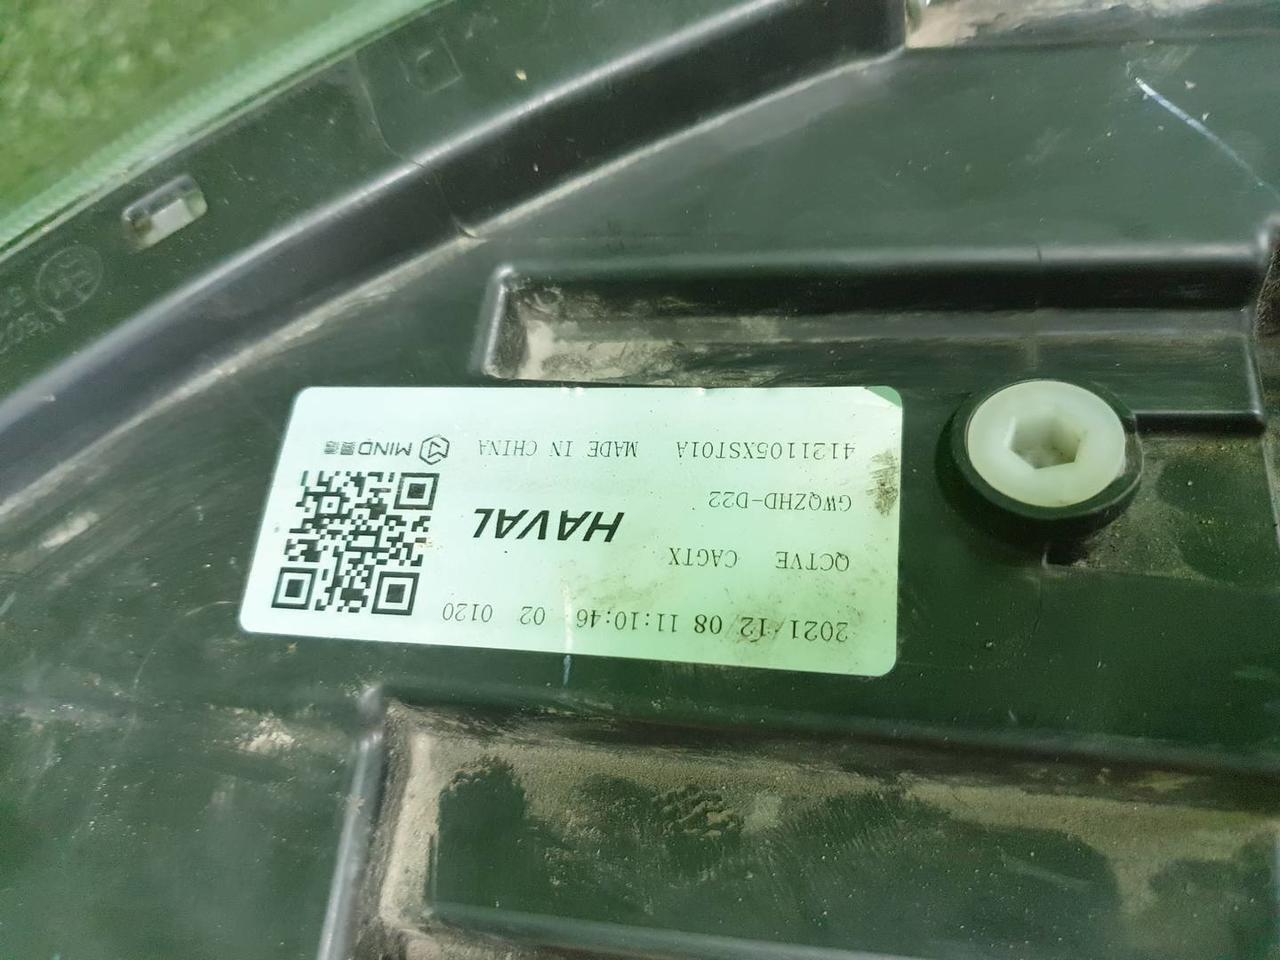 2021/12 08 11:10:46 02 0120
QCTVE CAGTX
GWQZHD-D22
HAVAL
4121105XST01A MADE IN CHINA
MIND